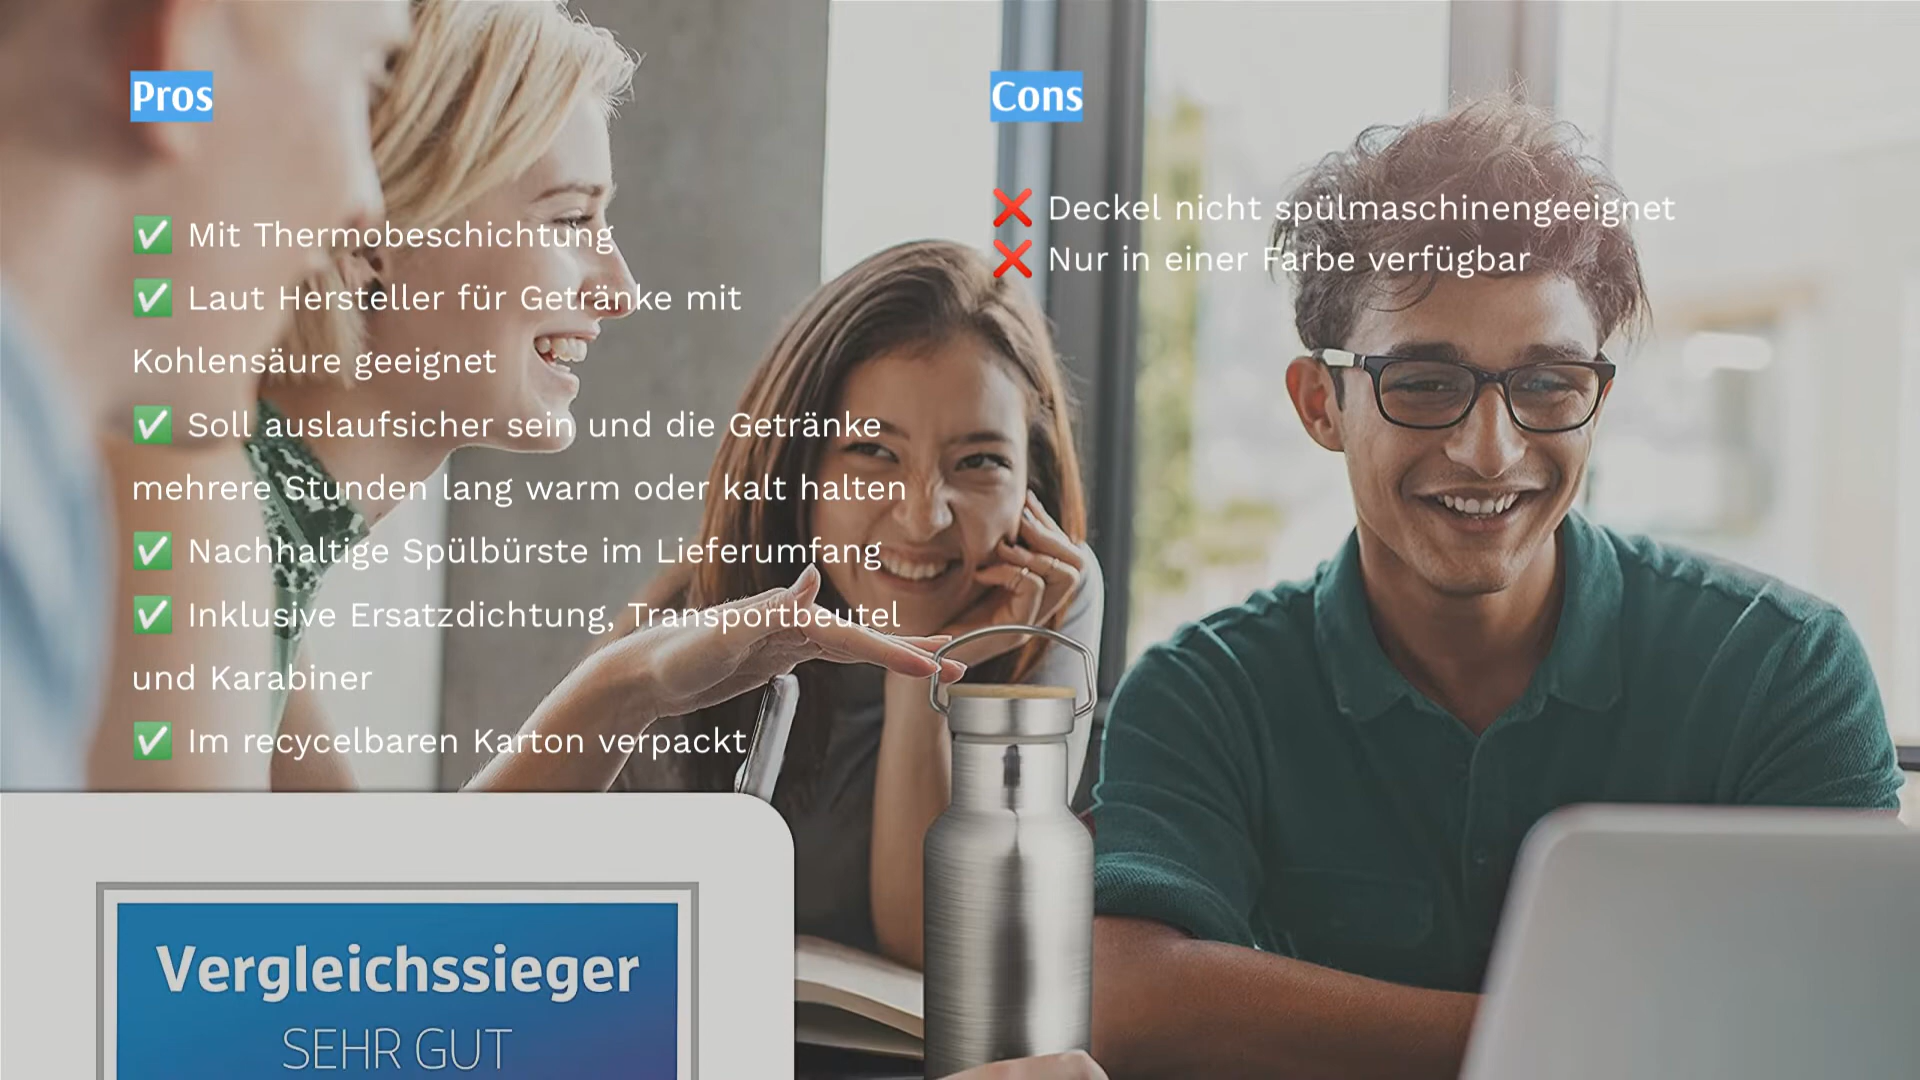 Pros
✅ Mit Thermobeschichtung
✅ Laut Hersteller für Getränke mit
Kohlensäure geeignet
✅ Soll auslaufsicher sein und die Getränke
mehrere Stunden lang warm oder kalt halten
✅ Nachhaltige Spülbürste im Lieferumfang
✅ Inklusive Ersatzdichtung, Transportbeutel
und Karabiner
✅ Im recycelbaren Karton verpackt
Cons
❌ Deckel nicht spülmaschinengeeignet
❌ Nur in einer Farbe verfügbar
Vergleichssieger
SEHR GUT